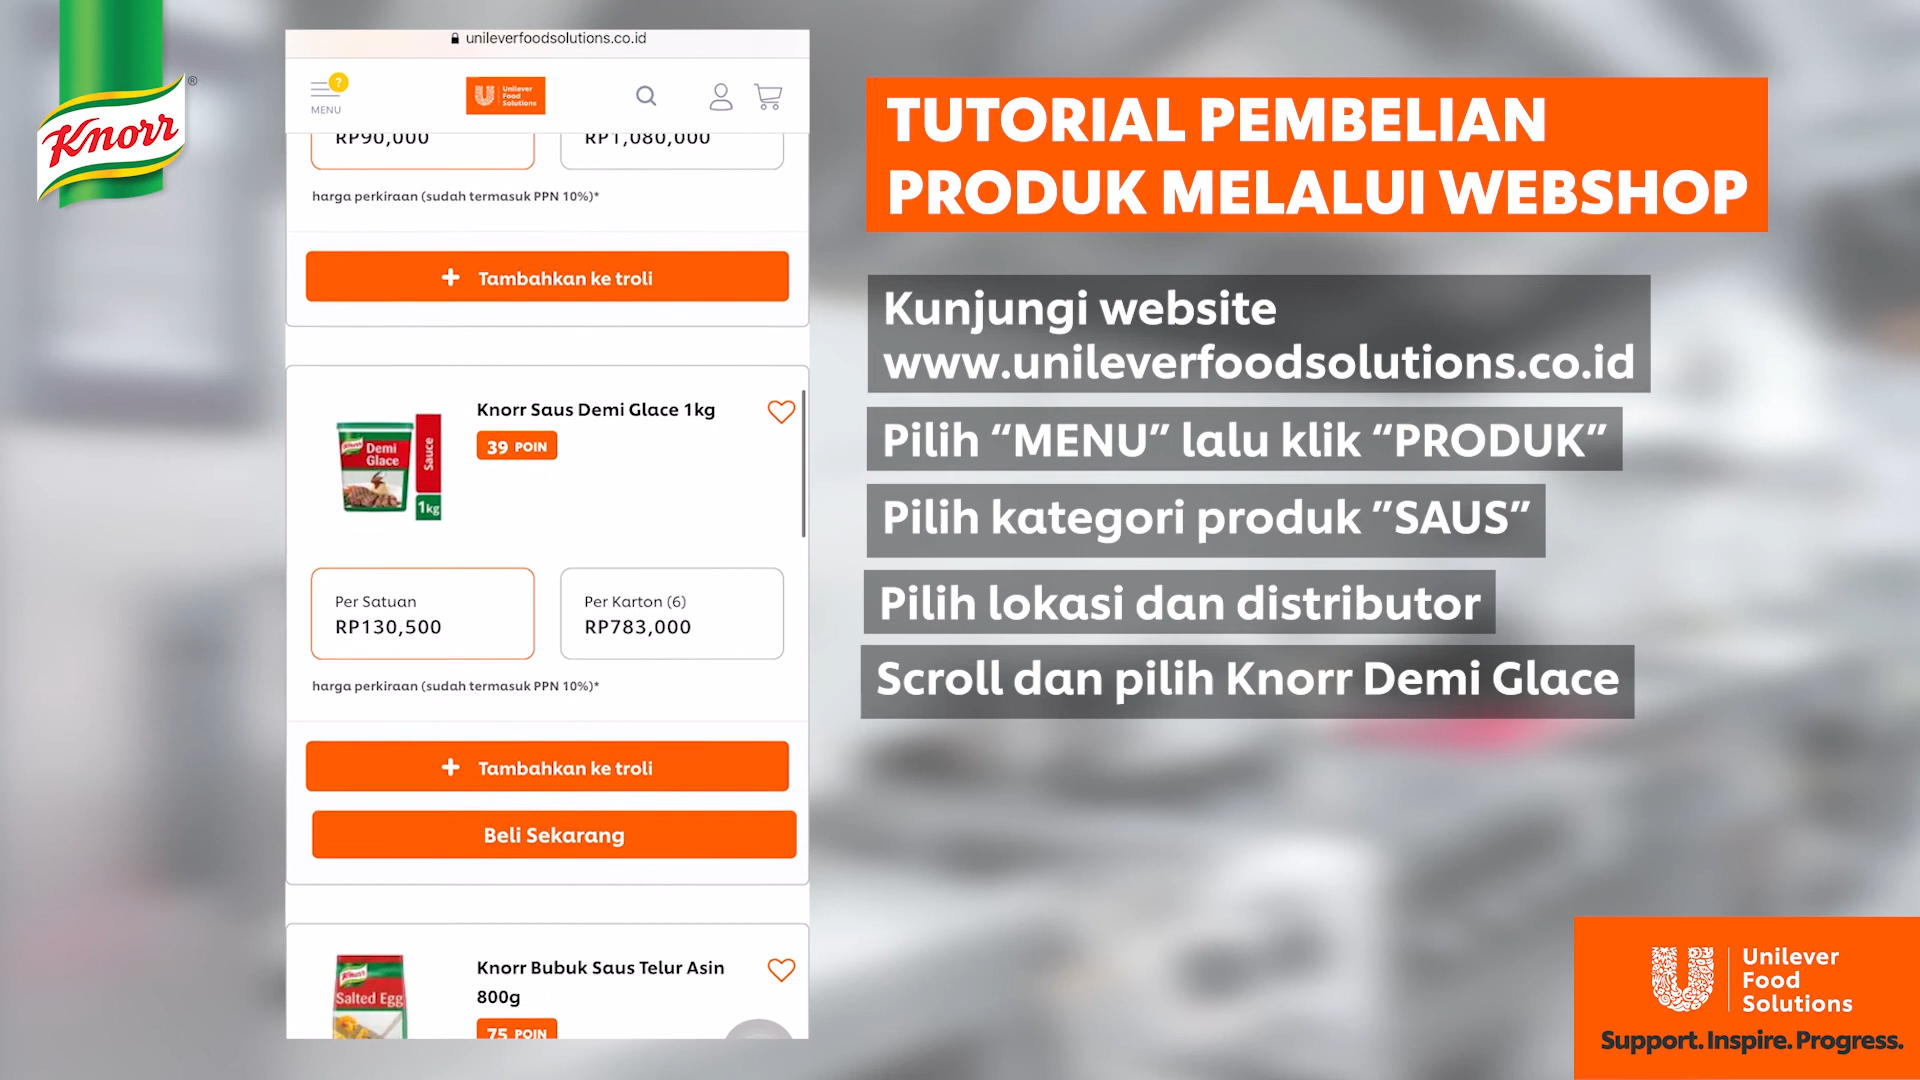 Knorr
®
unileverfoodsolutions.co.id
?
MENU
Unilever
Food
Solutions
RP90,000
RP1,080,000
harga perkiraan (sudah termasuk PPN 10%)*
+ Tambahkan ke troli
Knorr Saus Demi Glace 1kg
39 POIN
Knorr
Demi
Glace
Sauce
1kg
Per Satuan
RP130,500
Per Karton (6)
RP783,000
harga perkiraan (sudah termasuk PPN 10%)*
+ Tambahkan ke troli
Beli Sekarang
Knorr Bubuk Saus Telur Asin
800g
75 POIN
Knorr
Salted Egg
TUTORIAL PEMBELIAN
PRODUK MELALUI WEBSHOP
Kunjungi website
www.unileverfoodsolutions.co.id
Pilih “MENU” lalu klik “PRODUK”
Pilih kategori produk ”SAUS”
Pilih lokasi dan distributor
Scroll dan pilih Knorr Demi Glace
Unilever
Food
Solutions
Support. Inspire. Progress.